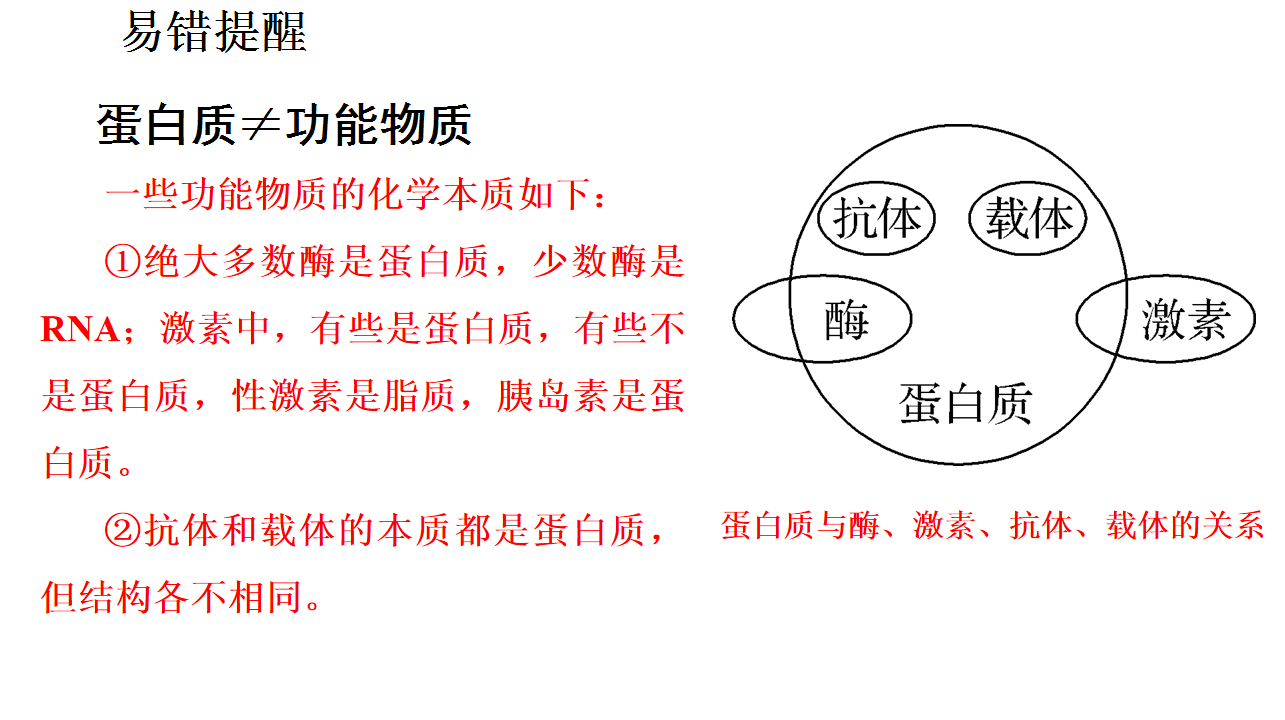 易错提醒
蛋白质≠功能物质
一些功能物质的化学本质如下：
①绝大多数酶是蛋白质，少数酶是
RNA；激素中，有些是蛋白质，有些不
是蛋白质，性激素是脂质，胰岛素是蛋
白质。
②抗体和载体的本质都是蛋白质，
但结构各不相同。
抗体
载体
酶
激素
蛋白质
蛋白质与酶、激素、抗体、载体的关系